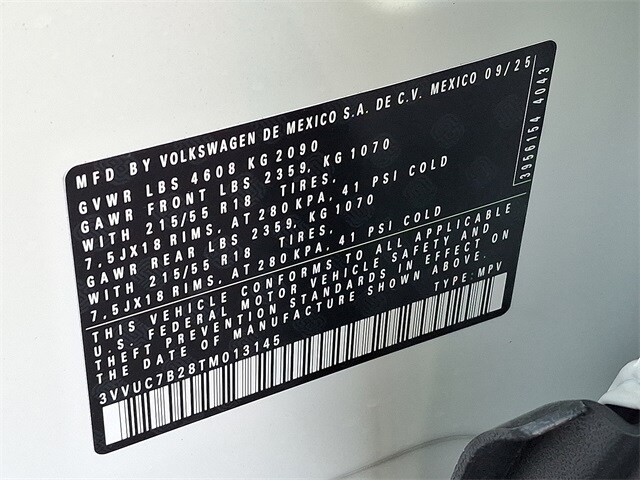 MFD BY VOLKSWAGEN DE MEXICO S.A. DE C.V. MEXICO 09/25
GVWR LBS 4608 KG 2090
GAWR FRONT LBS 2359, KG 1070
WITH 215/55 R18 TIRES,
7,5JX18 RIMS, AT 280KPA, 41 PSI COLD
GAWR REAR LBS 2359, KG 1070
WITH 215/55 R18 TIRES,
7,5JX18 RIMS, AT 280KPA, 41 PSI COLD
THIS VEHICLE CONFORMS TO ALL APPLICABLE
U.S. FEDERAL MOTOR VEHICLE SAFETY AND
THEFT PREVENTION STANDARDS IN EFFECT ON
THE DATE OF MANUFACTURE SHOWN ABOVE.
3VVUC7B28TM013145 TYPE: MPV
3956154 4043